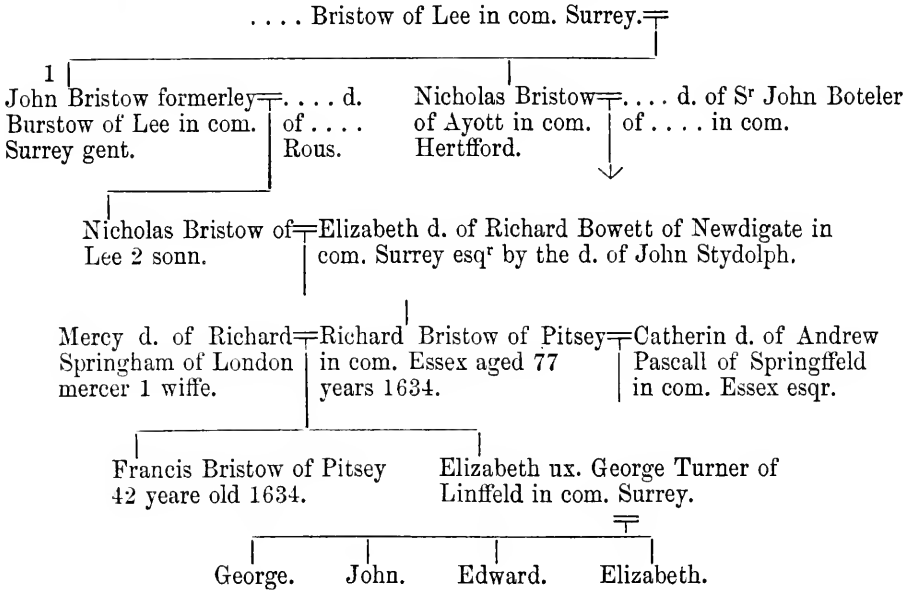 . . . . Bristow of Lee in com. Surrey.
1
John Bristow formerley
Burstow of Lee in com.
Surrey gent.
. . . . d.
of . . . .
Rous.
Nicholas Bristow
of Ayott in com.
Hertfford.
. . . . d. of Sʳ John Boteler
of . . . . in com.
Nicholas Bristow of
Lee 2 sonn.
Elizabeth d. of Richard Bowett of Newdigate in
com. Surrey esqʳ by the d. of John Stydolph.
Mercy d. of Richard
Springham of London
mercer 1 wiffe.
Richard Bristow of Pitsey
in com. Essex aged 77
years 1634.
Catherin d. of Andrew
Pascall of Springffeld
in com. Essex esqr.
Francis Bristow of Pitsey
42 yeare old 1634.
Elizabeth ux. George Turner of
Linffeld in com. Surrey.
George.
John.
Edward.
Elizabeth.